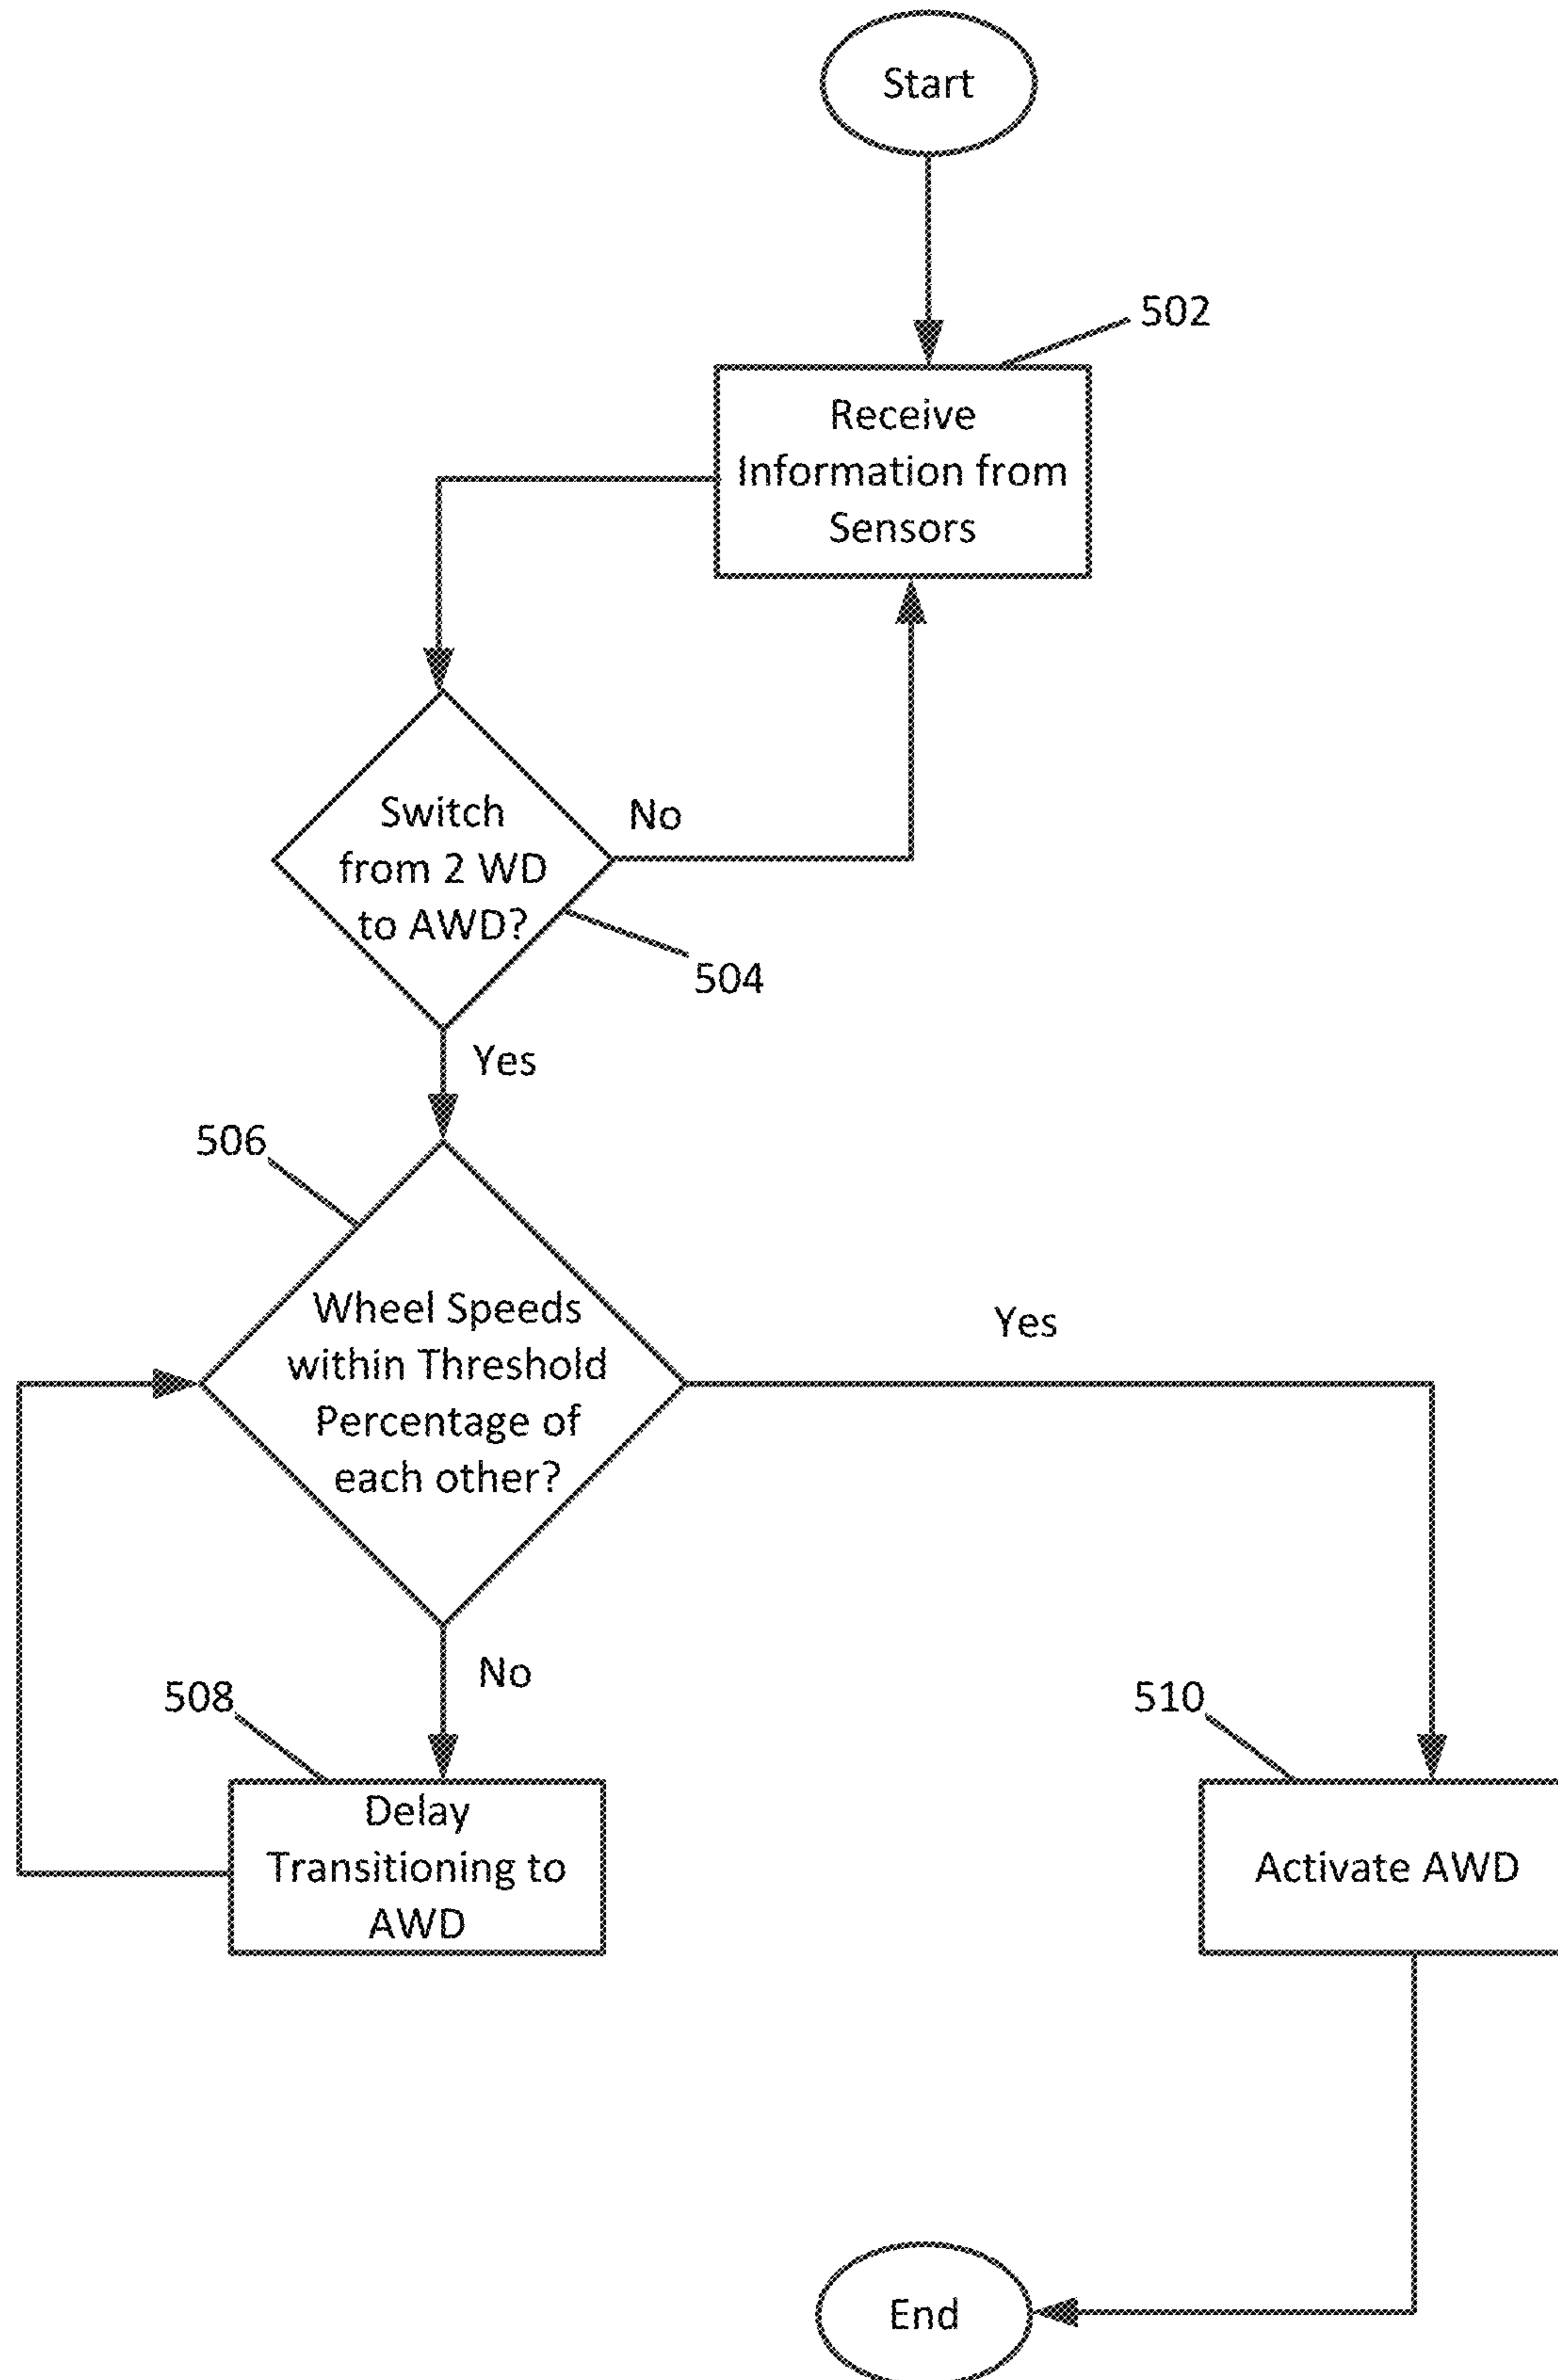 Start
502
Receive
Information from
Sensors
Switch
from 2 WD
to AWD?
No
504
Yes
506
Wheel Speeds
within Threshold
Percentage of
each other?
Yes
No
508
Delay
Transitioning to
AWD
510
Activate AWD
End